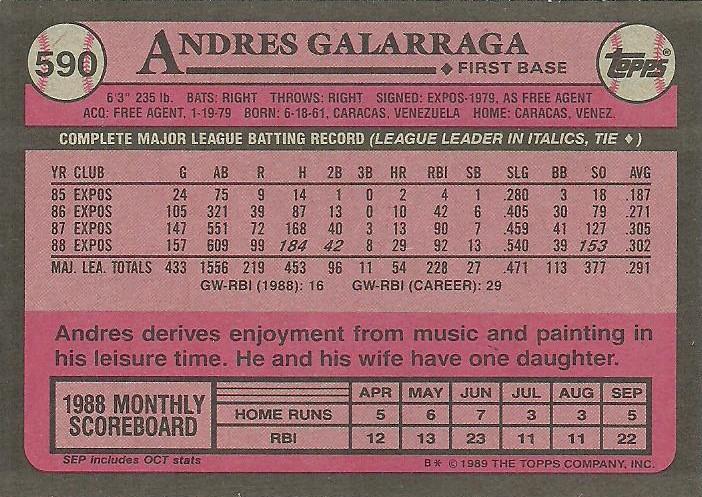 590
ANDRES GALARRAGA
♦ FIRST BASE
TOPPS®
6'3" 235 lb. BATS: RIGHT THROWS: RIGHT SIGNED: EXPOS-1979, AS FREE AGENT
ACQ: FREE AGENT, 1-19-79 BORN: 6-18-61, CARACAS, VENEZUELA HOME: CARACAS, VENEZ.
COMPLETE MAJOR LEAGUE BATTING RECORD (LEAGUE LEADER IN ITALICS, TIE ♦)
YR CLUB G AB R H 2B 3B HR RBI SB SLG BB SO AVG
85 EXPOS 24 75 9 14 1 0 2 4 1 .280 3 18 .187
86 EXPOS 105 321 39 87 13 0 10 42 6 .405 30 79 .271
87 EXPOS 147 551 72 168 40 3 13 90 7 .459 41 127 .305
88 EXPOS 157 609 99 184 42 8 29 92 13 .540 39 153 .302
MAJ. LEA. TOTALS 433 1556 219 453 96 11 54 228 27 .471 113 377 .291
GW-RBI (1988): 16 GW-RBI (CAREER): 29
Andres derives enjoyment from music and painting in
his leisure time. He and his wife have one daughter.
1988 MONTHLY
SCOREBOARD
APR MAY JUN JUL AUG SEP
HOME RUNS 5 6 7 3 3 5
RBI 12 13 23 11 11 22
SEP includes OCT stats
B* © 1989 THE TOPPS COMPANY, INC.